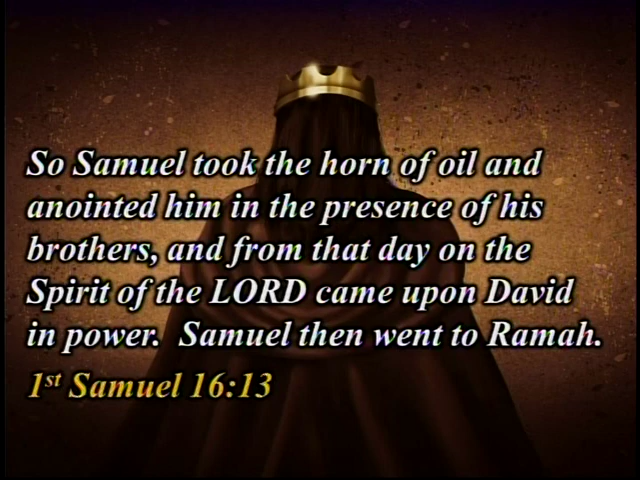 So Samuel took the horn of oil and
anointed him in the presence of his
brothers, and from that day on the
Spirit of the LORD came upon David
in power.  Samuel then went to Ramah.
1st Samuel 16:13